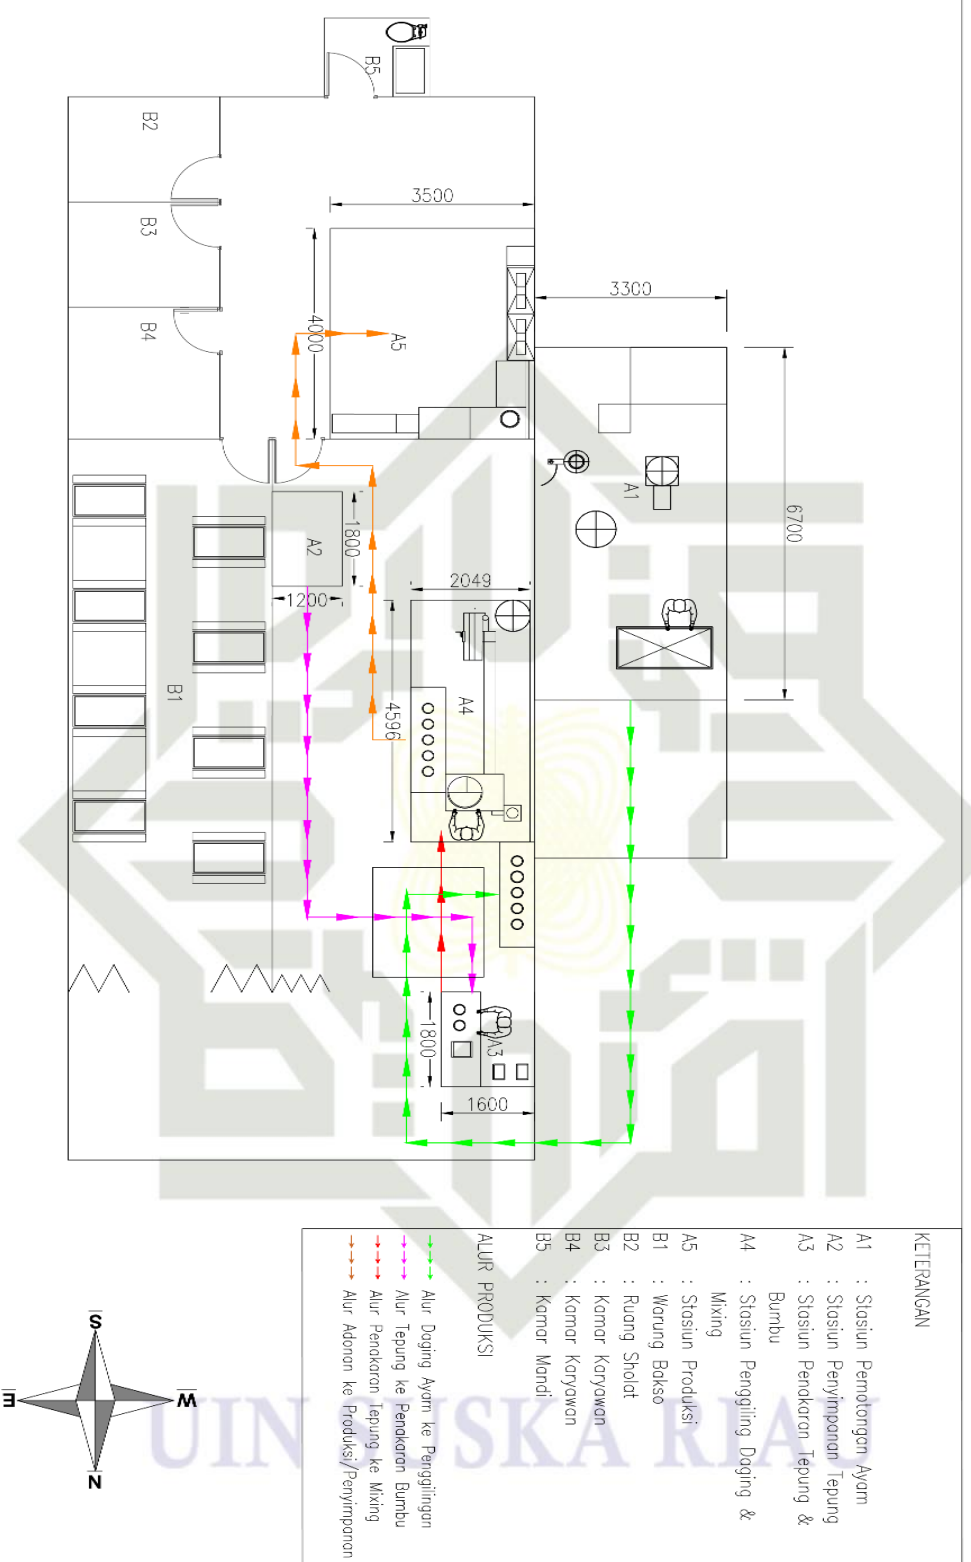 B5
B2
B3
B4
3500
4000
A5
3300
6700
A1
A2
1800
1200
2049
A4
4596
B1
A3
1800
1600
KETERANGAN
A1 : Stasiun Pemotongan Ayam
A2 : Stasiun Penyimpanan Tepung
A3 : Stasiun Penakaran Tepung &
Bumbu
A4 : Stasiun Penggiling Daging &
Mixing
A5 : Stasiun Produksi
B1 : Warung Bakso
B2 : Ruang Sholat
B3 : Kamar Karyawan
B4 : Kamar Karyawan
B5 : Kamar Mandi
ALUR PRODUKSI
Alur Daging Ayam ke Penggilingan
Alur Tepung ke Penakaran Bumbu
Alur Penakaran Tepung ke Mixing
Alur Adonan ke Produksi/Penyimpanan
S
W
E
N
UIN SUSKA RIAU